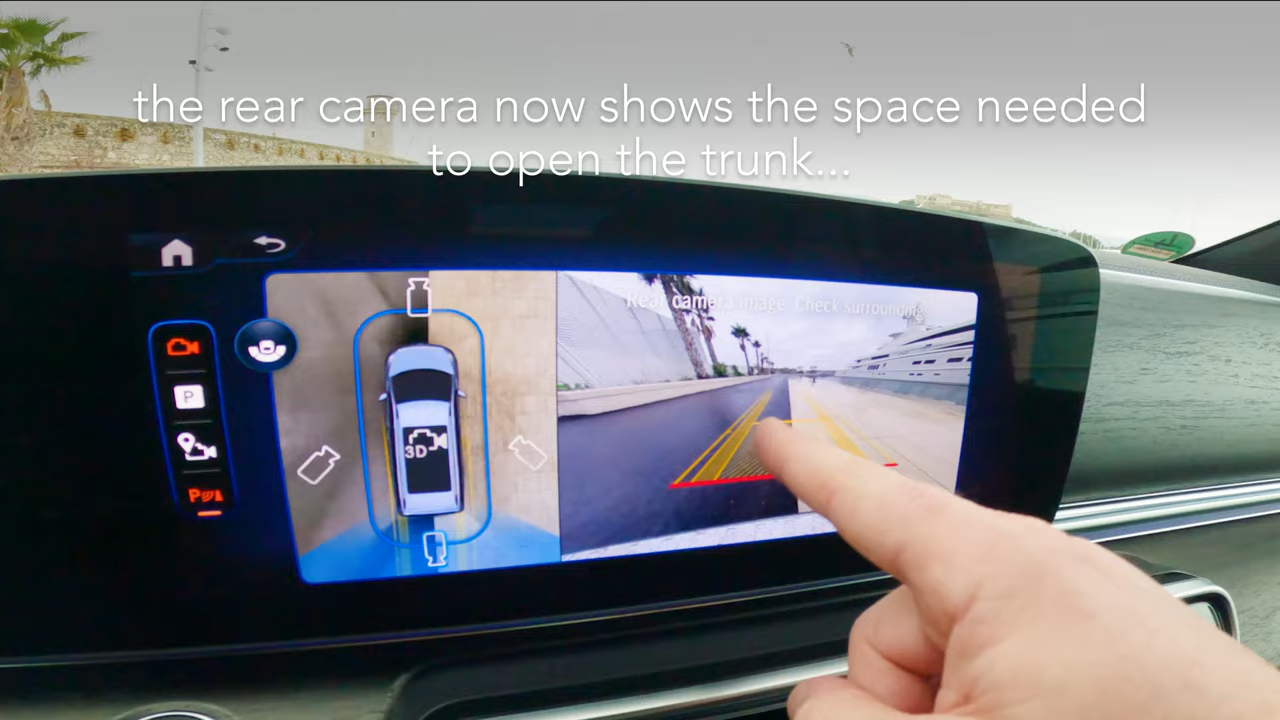 the rear camera now shows the space needed
to open the trunk...
Rear camera image Check surroundings
P
3D
P